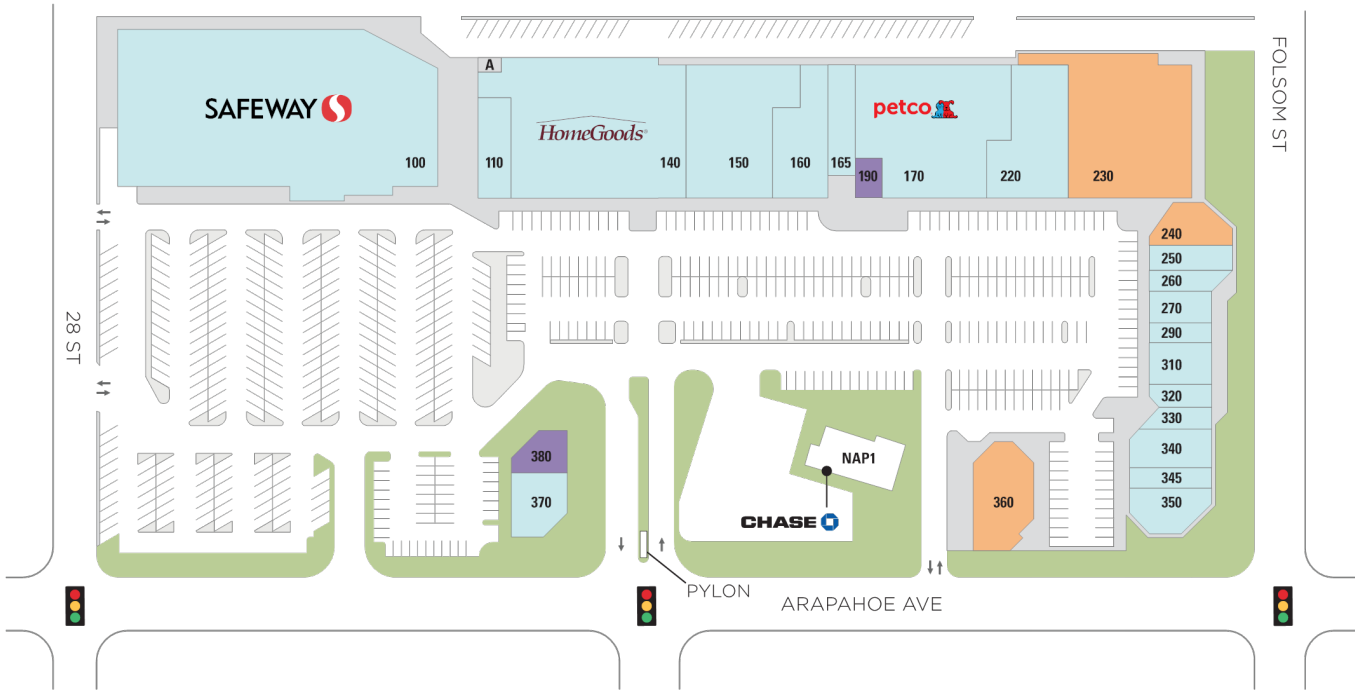 FOLSOM ST
A
SAFEWAY
HomeGoods
petco
100
110
140
150
160
165
190
170
220
230
240
250
260
270
290
310
320
330
340
345
350
28 ST
380
370
NAP1
360
CHASE
PYLON
ARAPAHOE AVE